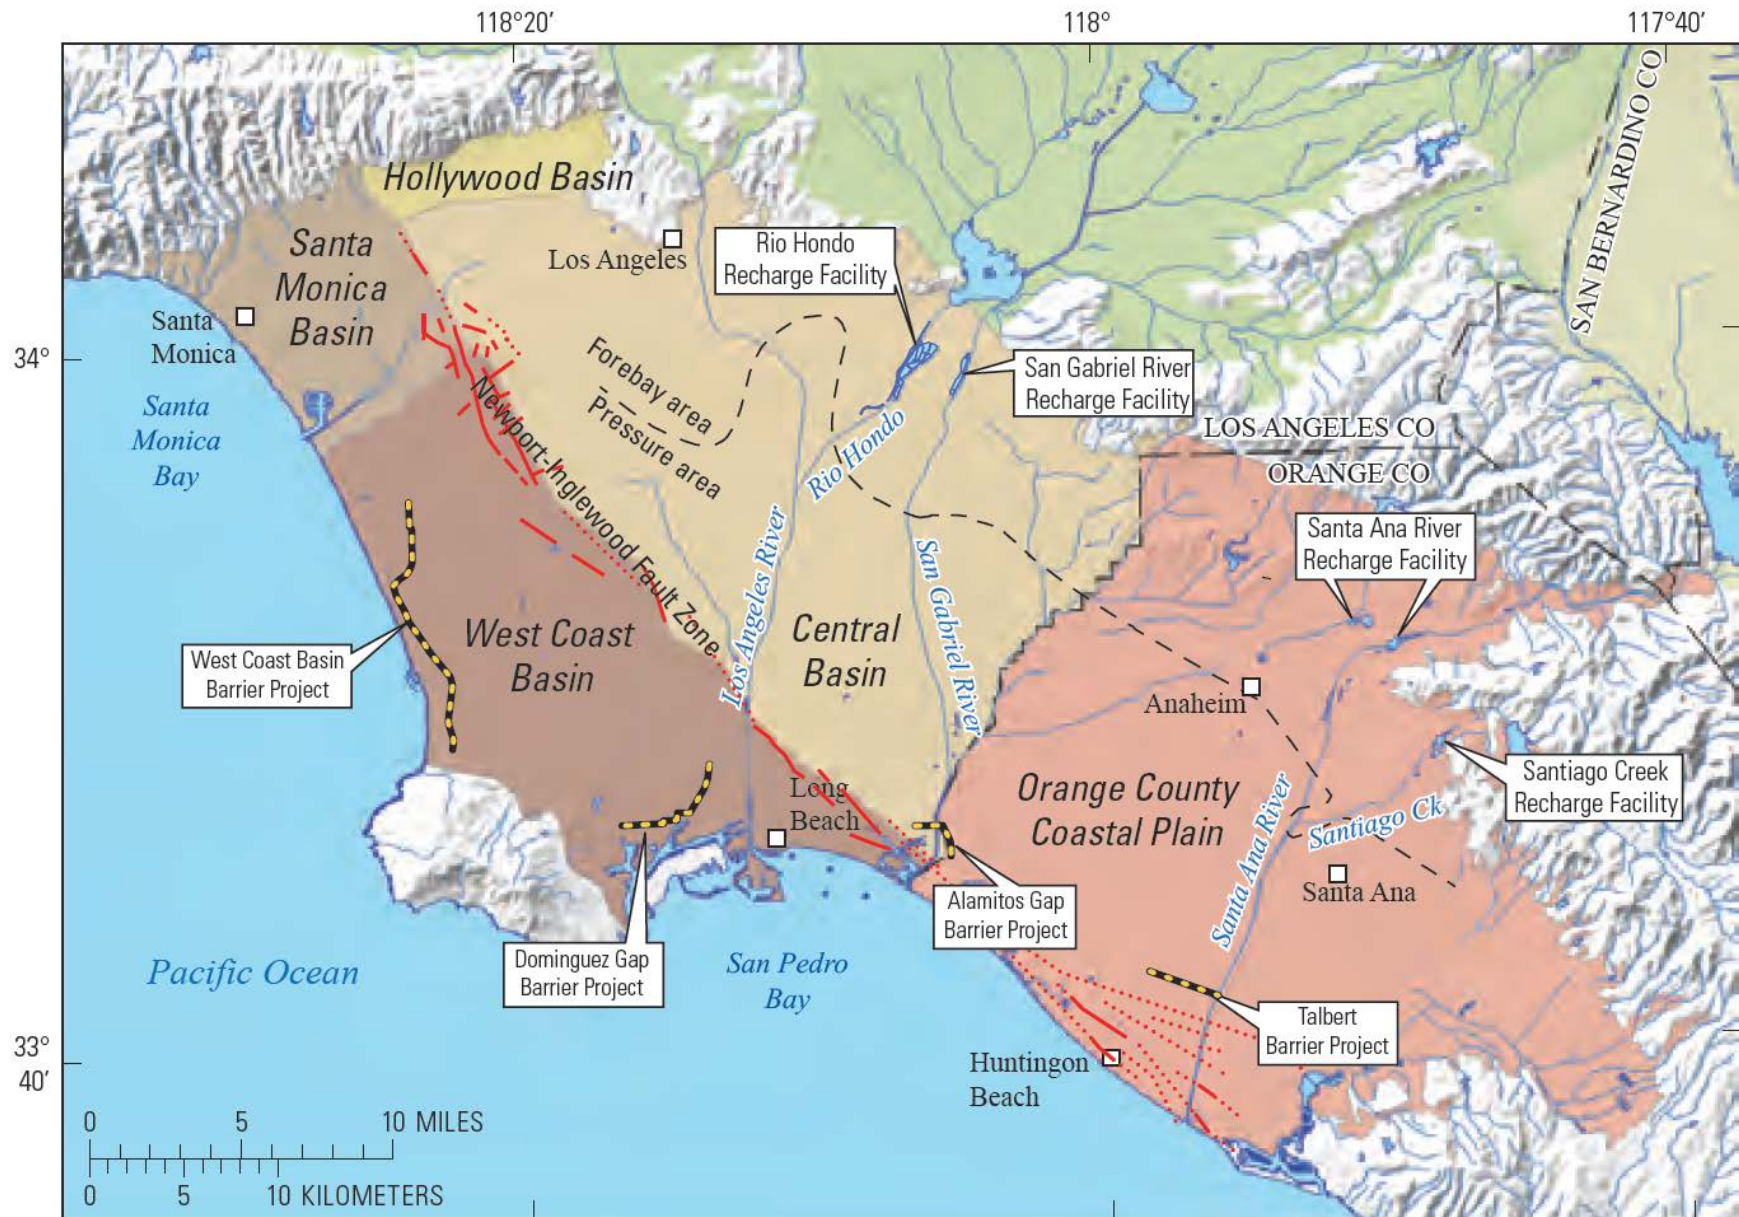 118°20′
118°
117°40′
SAN BERNARDINO CO
Hollywood Basin
Santa
Monica
Basin
Los Angeles
Rio Hondo
Recharge Facility
Santa
Monica
34°
Forebay area
Pressure area
San Gabriel River
Recharge Facility
Santa
Monica
Bay
Newport-Inglewood Fault Zone
Rio Hondo
LOS ANGELES CO
ORANGE CO
Santa Ana River
Recharge Facility
Los Angeles River
San Gabriel River
West Coast
Basin
Central
Basin
West Coast Basin
Barrier Project
Anaheim
Long
Beach
Orange County
Coastal Plain
Santiago Creek
Recharge Facility
Santiago Ck
Santa Ana River
Santa Ana
Alamitos Gap
Barrier Project
Dominguez Gap
Barrier Project
San Pedro
Bay
Pacific Ocean
Talbert
Barrier Project
Huntingon
Beach
33°
40′
0 5 10 MILES
0 5 10 KILOMETERS